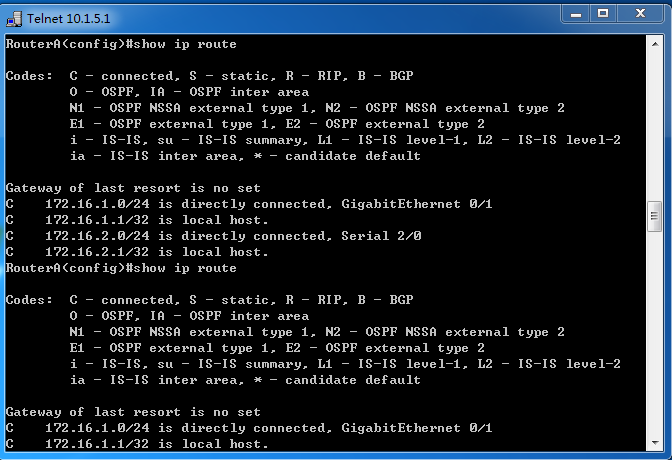 Telnet 10.1.5.1
RouterA(config)#show ip route
Codes:  C - connected, S - static, R - RIP, B - BGP
        O - OSPF, IA - OSPF inter area
        N1 - OSPF NSSA external type 1, N2 - OSPF NSSA external type 2
        E1 - OSPF external type 1, E2 - OSPF external type 2
        i - IS-IS, su - IS-IS summary, L1 - IS-IS level-1, L2 - IS-IS level-2
        ia - IS-IS inter area, * - candidate default
Gateway of last resort is no set
C    172.16.1.0/24 is directly connected, GigabitEthernet 0/1
C    172.16.1.1/32 is local host.
C    172.16.2.0/24 is directly connected, Serial 2/0
C    172.16.2.1/32 is local host.
RouterA(config)#show ip route
Codes:  C - connected, S - static, R - RIP, B - BGP
        O - OSPF, IA - OSPF inter area
        N1 - OSPF NSSA external type 1, N2 - OSPF NSSA external type 2
        E1 - OSPF external type 1, E2 - OSPF external type 2
        i - IS-IS, su - IS-IS summary, L1 - IS-IS level-1, L2 - IS-IS level-2
        ia - IS-IS inter area, * - candidate default
Gateway of last resort is no set
C    172.16.1.0/24 is directly connected, GigabitEthernet 0/1
C    172.16.1.1/32 is local host.